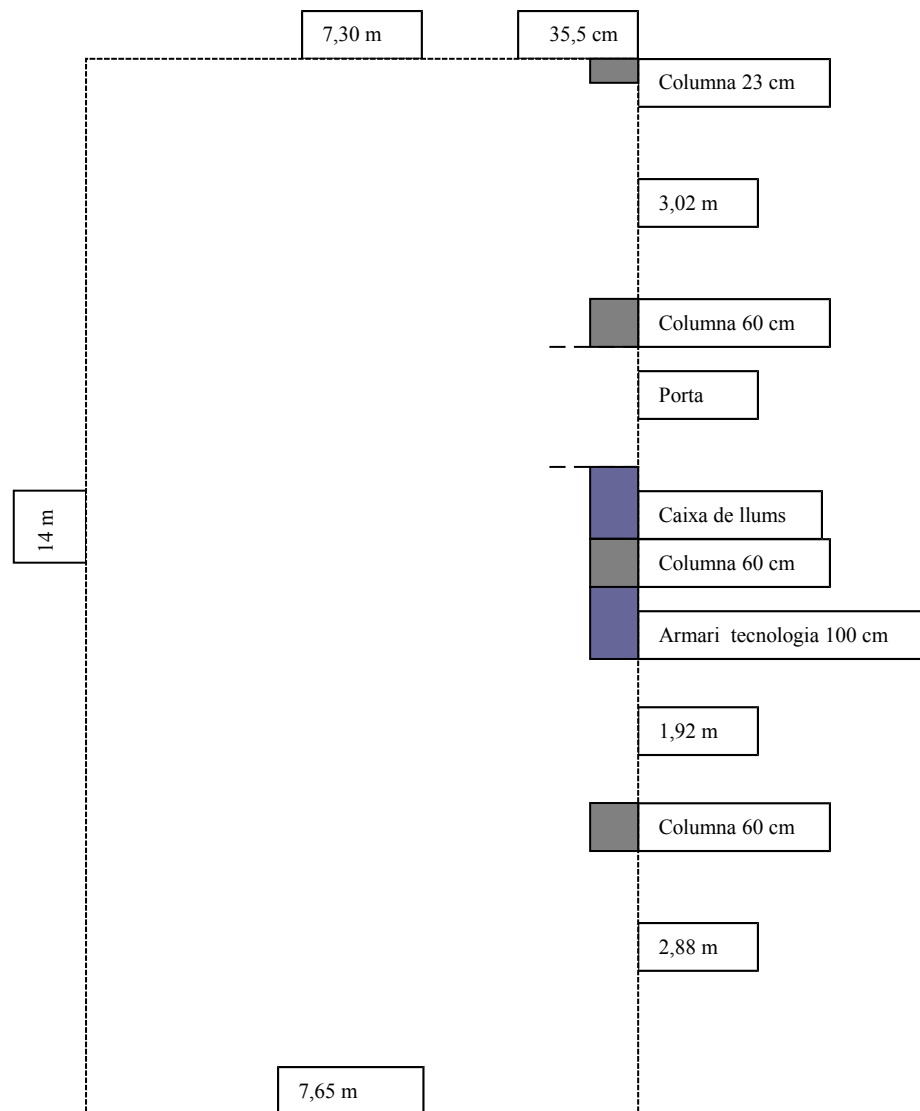 7,30 m
35,5 cm
Columna 23 cm
3,02 m
Columna 60 cm
Porta
14 m
Caixa de llums
Columna 60 cm
Armari  tecnologia 100 cm
1,92 m
Columna 60 cm
2,88 m
7,65 m